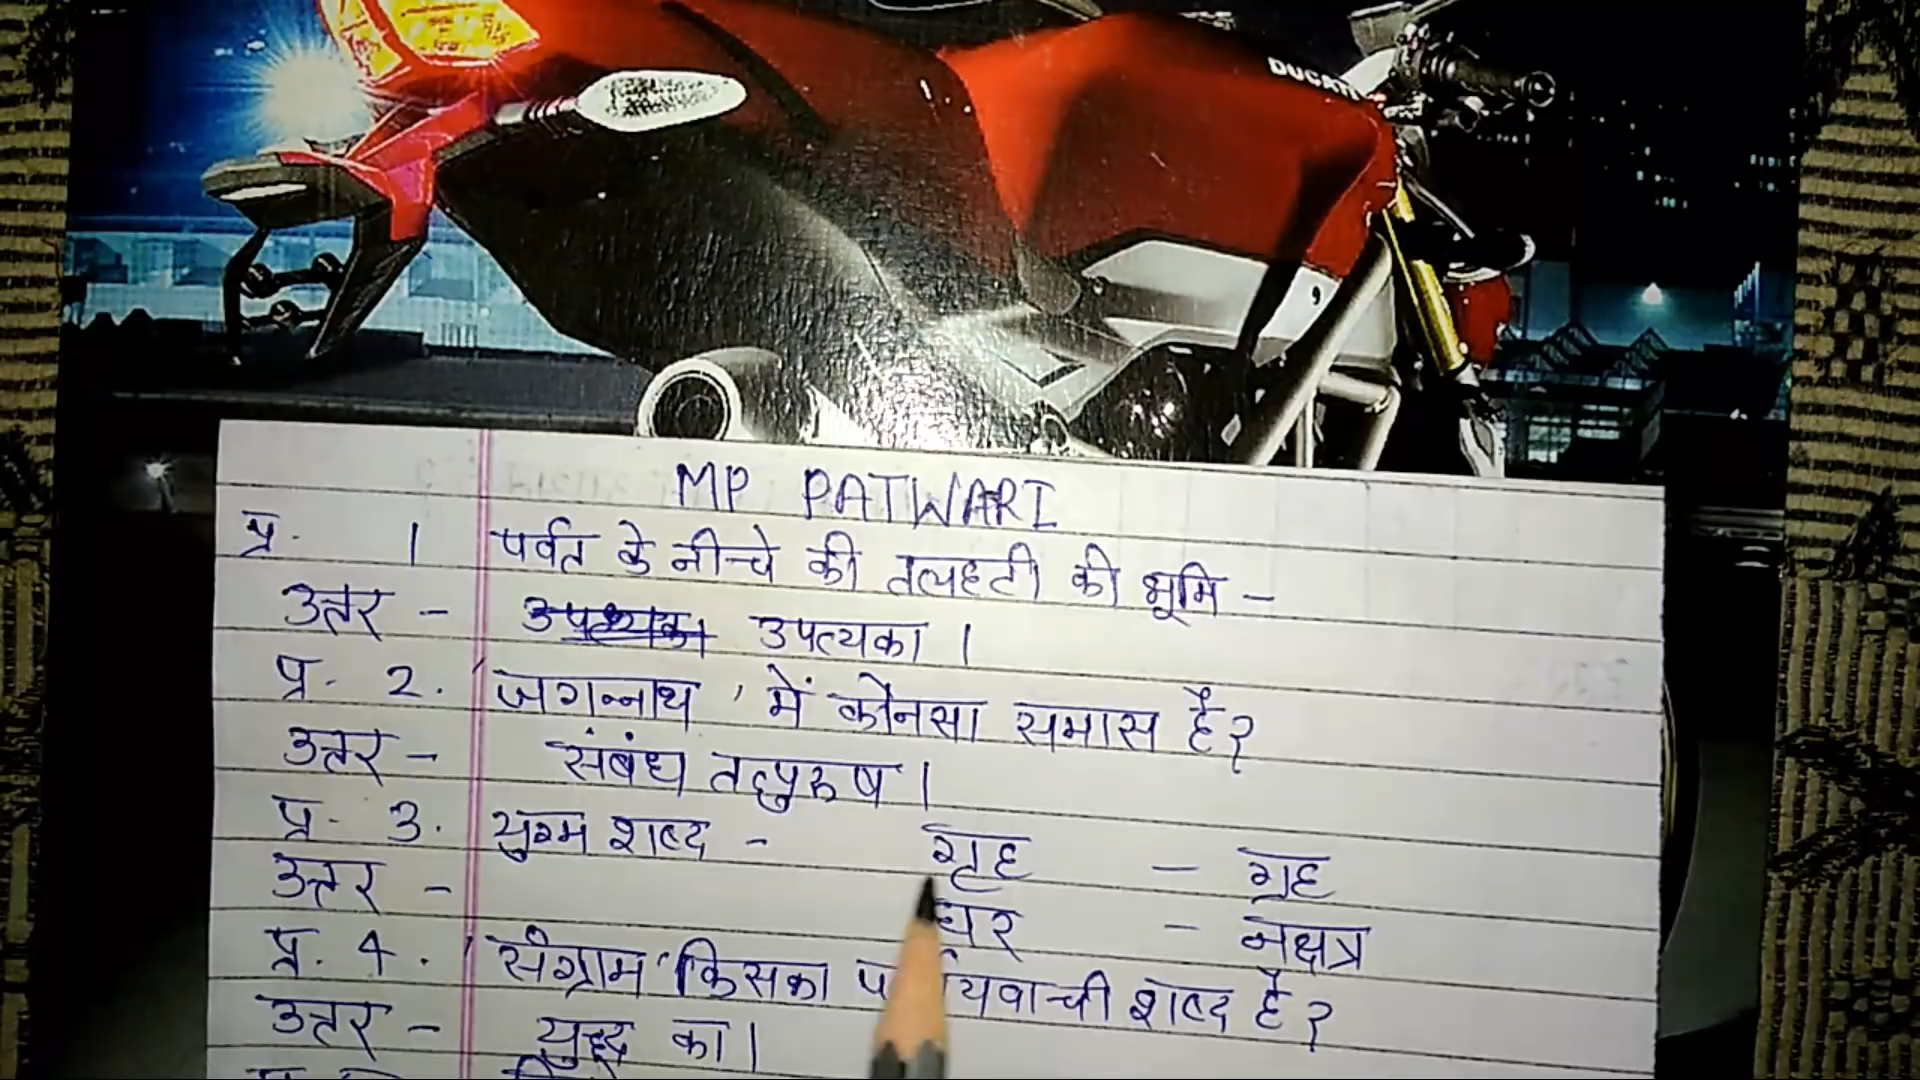 DUCATI
MP PATWARI
प्र. 1 पर्वत के नीचे की तलहटी की भूमि -
उत्तर - उपत्यका ।
प्र. 2. 'जगन्नाथ' में कौनसा समास है?
उत्तर - संबंध तत्पुरुष ।
प्र. 3. युग्म शब्द - गृह - ग्रह
उत्तर - घर - नक्षत्र
प्र. 4. 'संग्राम' किसका पर्यायवाची शब्द है?
उत्तर - युद्ध का ।